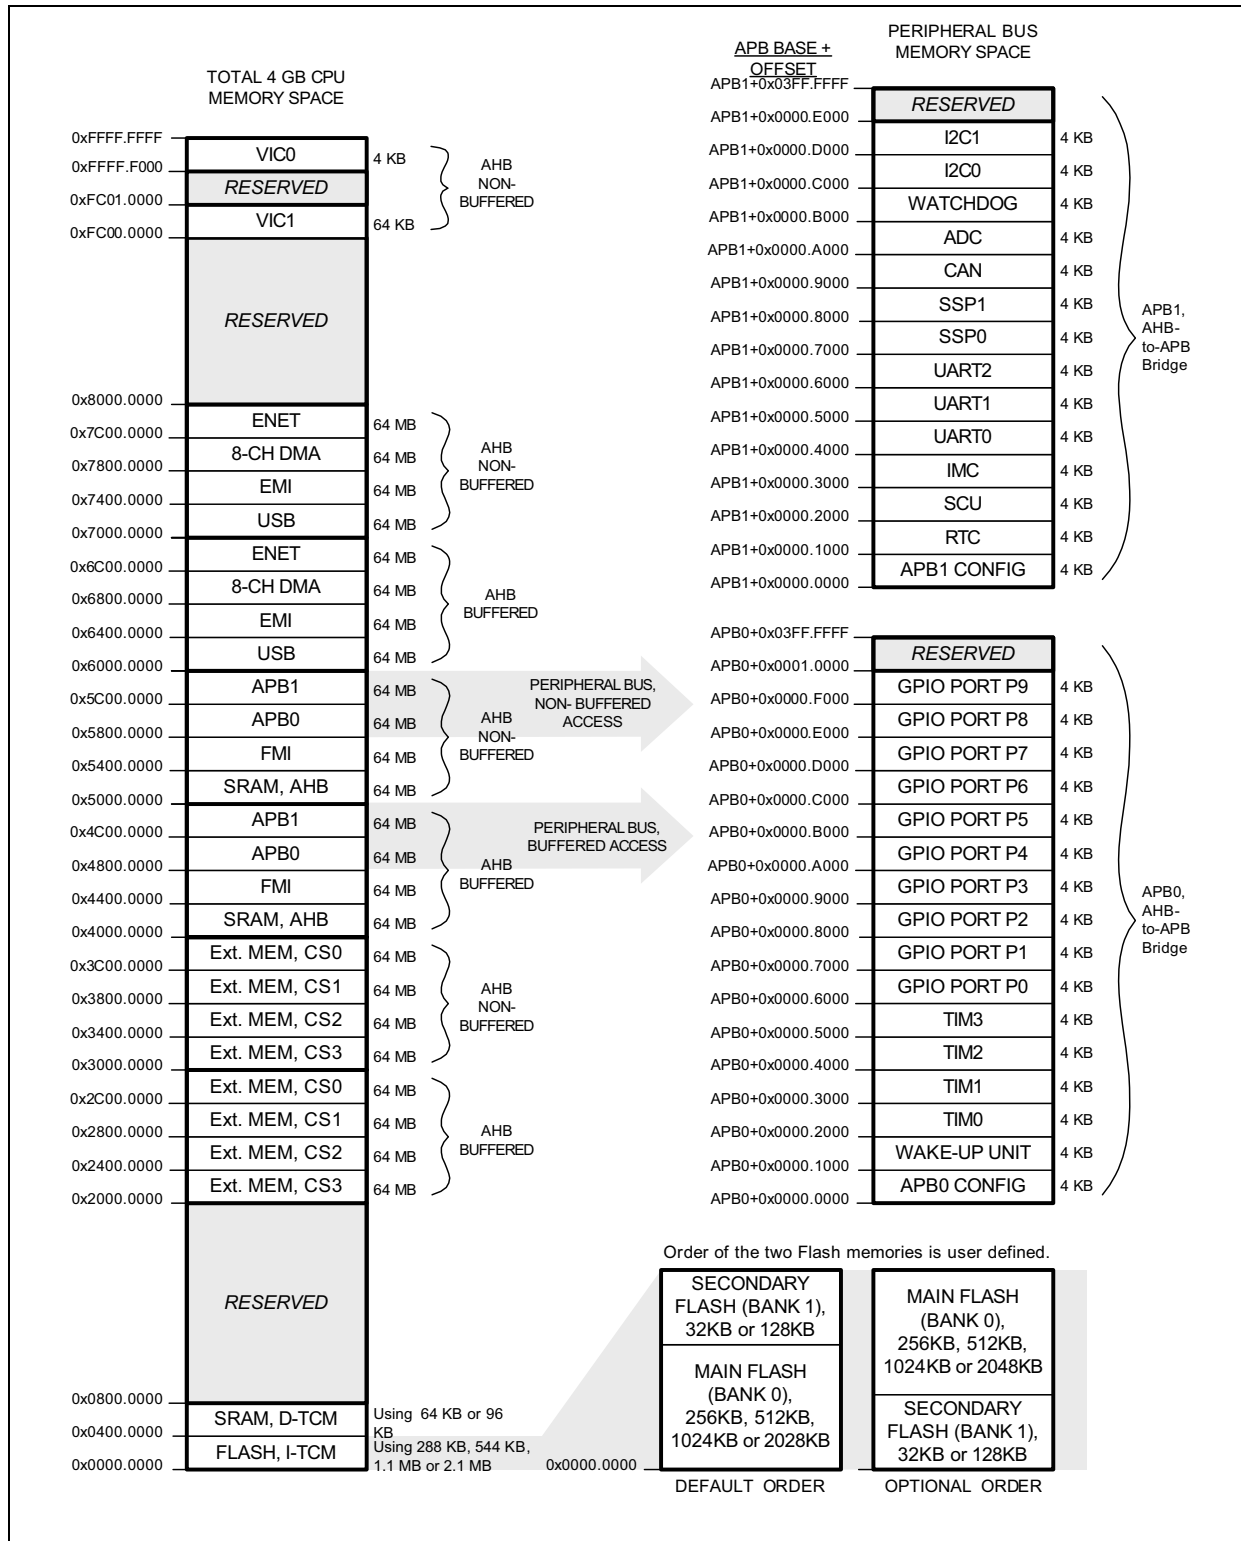 TOTAL 4 GB CPU
MEMORY SPACE
0xFFFF.FFFF
VIC0
4 KB
0xFFFF.F000
RESERVED
0xFC01.0000
VIC1
64 KB
0xFC00.0000
AHB
NON-
BUFFERED
RESERVED
0x8000.0000
ENET
64 MB
0x7C00.0000
8-CH DMA
64 MB
0x7800.0000
EMI
64 MB
0x7400.0000
USB
64 MB
0x7000.0000
AHB
NON-
BUFFERED
ENET
64 MB
0x6C00.0000
8-CH DMA
64 MB
0x6800.0000
EMI
64 MB
0x6400.0000
USB
64 MB
0x6000.0000
AHB
BUFFERED
APB1
64 MB
0x5C00.0000
APB0
64 MB
0x5800.0000
FMI
64 MB
0x5400.0000
SRAM, AHB
64 MB
0x5000.0000
AHB
NON-
BUFFERED
PERIPHERAL BUS,
NON- BUFFERED
ACCESS
APB1
64 MB
0x4C00.0000
APB0
64 MB
0x4800.0000
FMI
64 MB
0x4400.0000
SRAM, AHB
64 MB
0x4000.0000
AHB
BUFFERED
PERIPHERAL BUS,
BUFFERED ACCESS
Ext. MEM, CS0
64 MB
0x3C00.0000
Ext. MEM, CS1
64 MB
0x3800.0000
Ext. MEM, CS2
64 MB
0x3400.0000
Ext. MEM, CS3
64 MB
0x3000.0000
AHB
NON-
BUFFERED
Ext. MEM, CS0
64 MB
0x2C00.0000
Ext. MEM, CS1
64 MB
0x2800.0000
Ext. MEM, CS2
64 MB
0x2400.0000
Ext. MEM, CS3
64 MB
0x2000.0000
AHB
BUFFERED
RESERVED
0x0800.0000
SRAM, D-TCM
Using 64 KB or 96
KB
0x0400.0000
FLASH, I-TCM
Using 288 KB, 544 KB,
1.1 MB or 2.1 MB
0x0000.0000
APB BASE +
OFFSET
PERIPHERAL BUS
MEMORY SPACE
APB1+0x03FF.FFFF
RESERVED
APB1+0x0000.E000
I2C1
4 KB
APB1+0x0000.D000
I2C0
4 KB
APB1+0x0000.C000
WATCHDOG
4 KB
APB1+0x0000.B000
ADC
4 KB
APB1+0x0000.A000
CAN
4 KB
APB1+0x0000.9000
SSP1
4 KB
APB1+0x0000.8000
SSP0
4 KB
APB1+0x0000.7000
UART2
4 KB
APB1+0x0000.6000
UART1
4 KB
APB1+0x0000.5000
UART0
4 KB
APB1+0x0000.4000
IMC
4 KB
APB1+0x0000.3000
SCU
4 KB
APB1+0x0000.2000
RTC
4 KB
APB1+0x0000.1000
APB1 CONFIG
4 KB
APB1+0x0000.0000
APB1,
AHB-
to-APB
Bridge
APB0+0x03FF.FFFF
RESERVED
APB0+0x0001.0000
GPIO PORT P9
4 KB
APB0+0x0000.F000
GPIO PORT P8
4 KB
APB0+0x0000.E000
GPIO PORT P7
4 KB
APB0+0x0000.D000
GPIO PORT P6
4 KB
APB0+0x0000.C000
GPIO PORT P5
4 KB
APB0+0x0000.B000
GPIO PORT P4
4 KB
APB0+0x0000.A000
GPIO PORT P3
4 KB
APB0+0x0000.9000
GPIO PORT P2
4 KB
APB0+0x0000.8000
GPIO PORT P1
4 KB
APB0+0x0000.7000
GPIO PORT P0
4 KB
APB0+0x0000.6000
TIM3
4 KB
APB0+0x0000.5000
TIM2
4 KB
APB0+0x0000.4000
TIM1
4 KB
APB0+0x0000.3000
TIM0
4 KB
APB0+0x0000.2000
WAKE-UP UNIT
4 KB
APB0+0x0000.1000
APB0 CONFIG
4 KB
APB0+0x0000.0000
APB0,
AHB-
to-APB
Bridge
Order of the two Flash memories is user defined.
SECONDARY
FLASH (BANK 1),
32KB or 128KB
MAIN FLASH
(BANK 0),
256KB, 512KB,
1024KB or 2028KB
0x0000.0000
DEFAULT ORDER
MAIN FLASH
(BANK 0),
256KB, 512KB,
1024KB or 2048KB
SECONDARY
FLASH (BANK 1),
32KB or 128KB
OPTIONAL ORDER